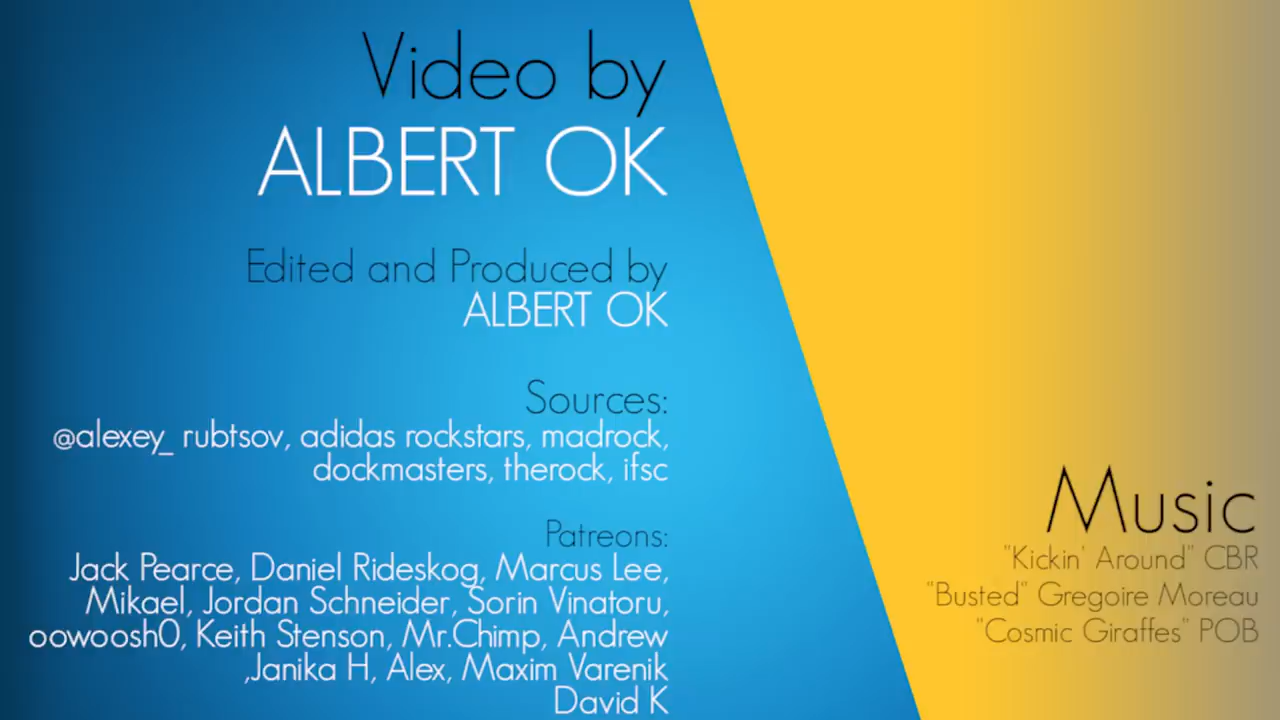 Video by
ALBERT OK
Edited and Produced by
ALBERT OK
Sources:
@alexey_ rubtsov, adidas rockstars, madrock,
dockmasters, therock, ifsc
Patreons:
Jack Pearce, Daniel Rideskog, Marcus Lee,
Mikael, Jordan Schneider, Sorin Vinatoru,
oowoosh0, Keith Stenson, Mr.Chimp, Andrew
,Janika H, Alex, Maxim Varenik
David K
Music
"Kickin' Around" CBR
"Busted" Gregoire Moreau
"Cosmic Giraffes" POB